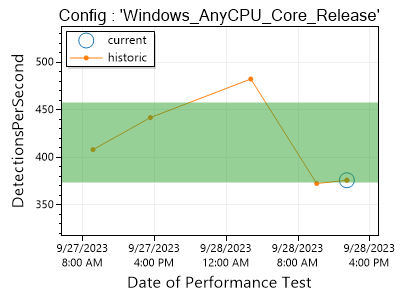 Config : 'Windows_AnyCPU_Core_Release'
current
historic
DetectionsPerSecond
500
450
400
350
9/27/2023 9/27/2023 9/28/2023 9/28/2023 9/28/2023
8:00 AM 4:00 PM 12:00 AM 8:00 AM 4:00 PM
Date of Performance Test